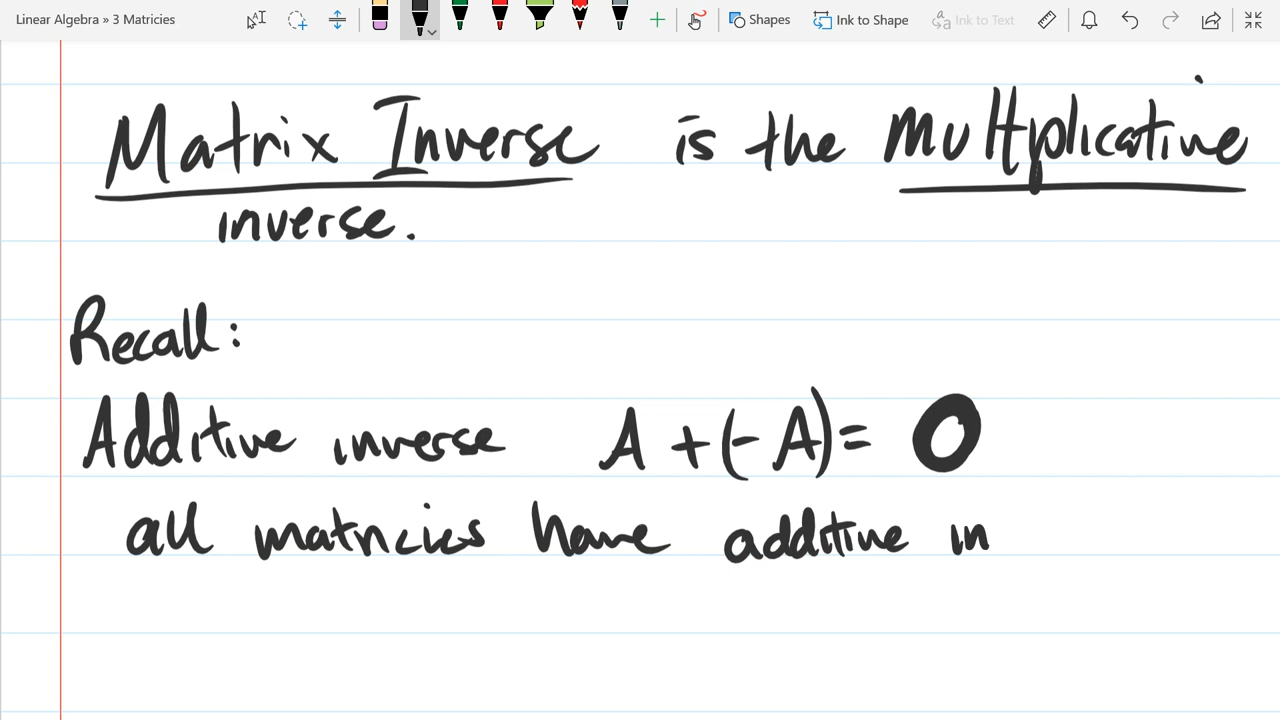 Linear Algebra » 3 Matricies
Shapes
Ink to Shape
Ink to Text
Matrix Inverse is the Multiplicative
inverse.
Recall:
Additive inverse A + (- A) = 0
all matricies have additive in